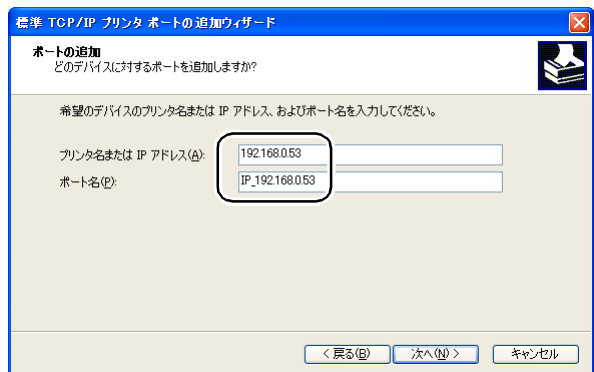 標準 TCP/IP プリンタ ポートの追加ウィザード
ポートの追加
どのデバイスに対するポートを追加しますか?
希望のデバイスのプリンタ名または IP アドレス、およびポート名を入力してください。
プリンタ名または IP アドレス(A): 192.168.0.53
ポート名(P): IP_192.168.0.53
< 戻る(B) 次へ(N) > キャンセル